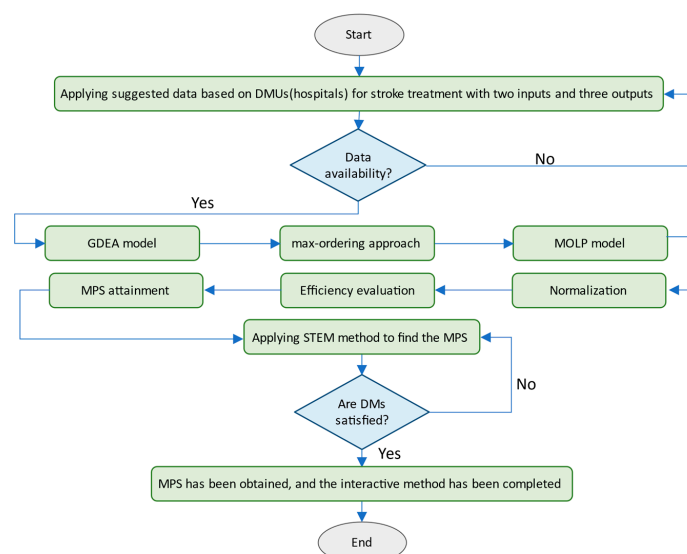 Start
Applying suggested data based on DMUs(hospitals) for stroke treatment with two inputs and three outputs
Data
availability?
No
Yes
GDEA model
max-ordering approach
MOLP model
MPS attainment
Efficiency evaluation
Normalization
Applying STEM method to find the MPS
No
Are DMs
satisfied?
Yes
MPS has been obtained, and the interactive method has been completed
End